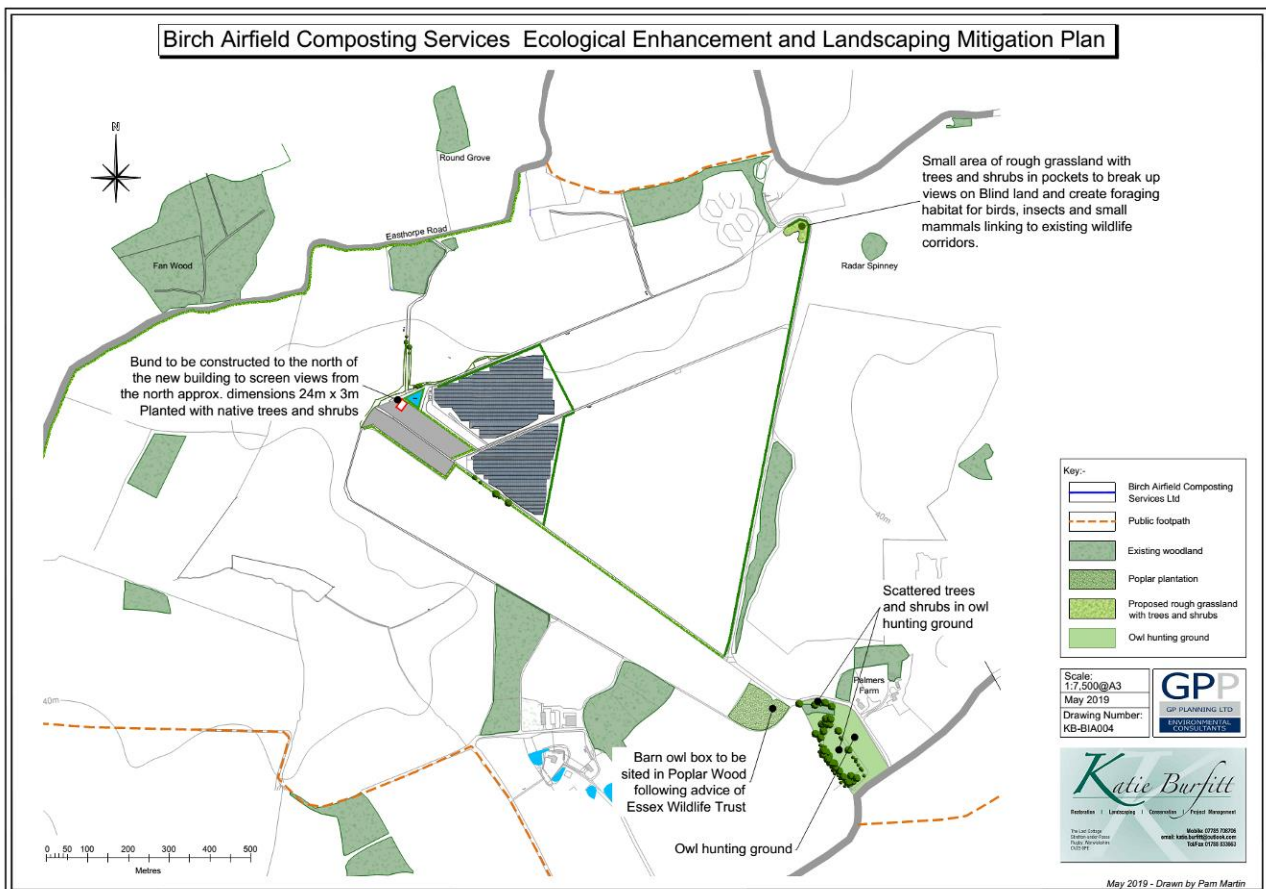 Birch Airfield Composting Services Ecological Enhancement and Landscaping Mitigation Plan
N
Round Grove
Easthorpe Road
Fan Wood
Small area of rough grassland with
trees and shrubs in pockets to break up
views on Blind land and create foraging
habitat for birds, insects and small
mammals linking to existing wildlife
corridors.
Radar Spinney
Bund to be constructed to the north of
the new building to screen views from
the north approx. dimensions 24m x 3m
Planted with native trees and shrubs
40m
40m
Scattered trees
and shrubs in owl
hunting ground
Palmers
Farm
Barn owl box to be
sited in Poplar Wood
following advice of
Essex Wildlife Trust
Owl hunting ground
0 50 100 200 300 400 500
Metres
Key:-
Birch Airfield Composting
Services Ltd
Public footpath
Existing woodland
Poplar plantation
Proposed rough grassland
with trees and shrubs
Owl hunting ground
Scale:
1:7,500@A3
May 2019
Drawing Number:
KB-BIA004
GPP
GP PLANNING LTD
ENVIRONMENTAL
CONSULTANTS
Katie Burfitt
Restoration | Landscaping | Conservation | Project Management
May 2019 - Drawn by Pam Martin